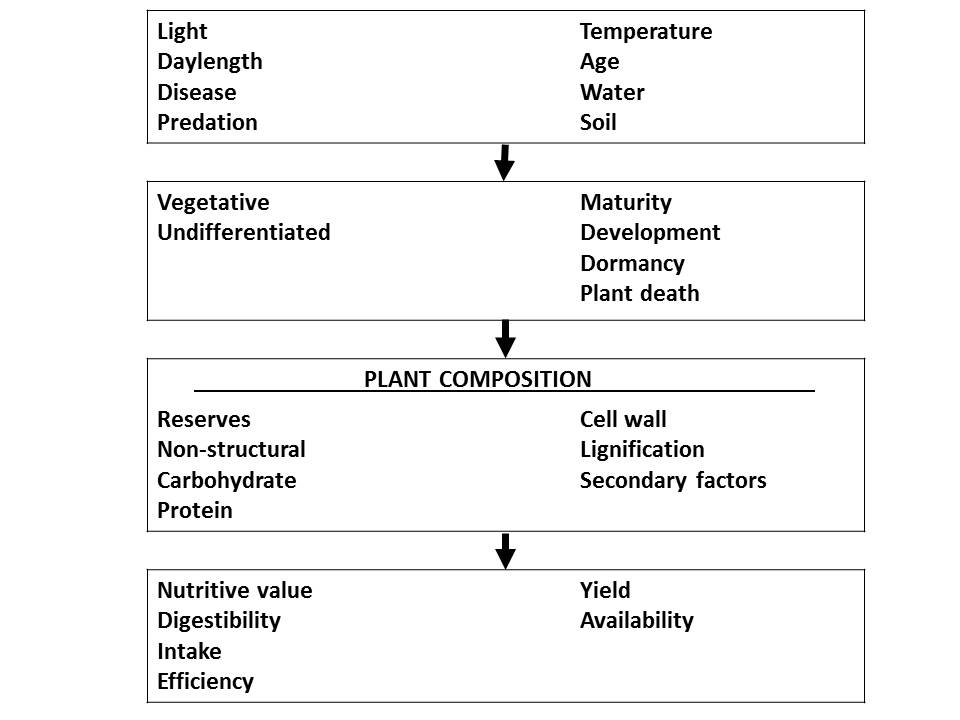 Light Temperature
Daylength Age
Disease Water
Predation Soil
Vegetative Maturity
Undifferentiated Development
Dormancy
Plant death
PLANT COMPOSITION
Reserves Cell wall
Non-structural Lignification
Carbohydrate Secondary factors
Protein
Nutritive value Yield
Digestibility Availability
Intake
Efficiency